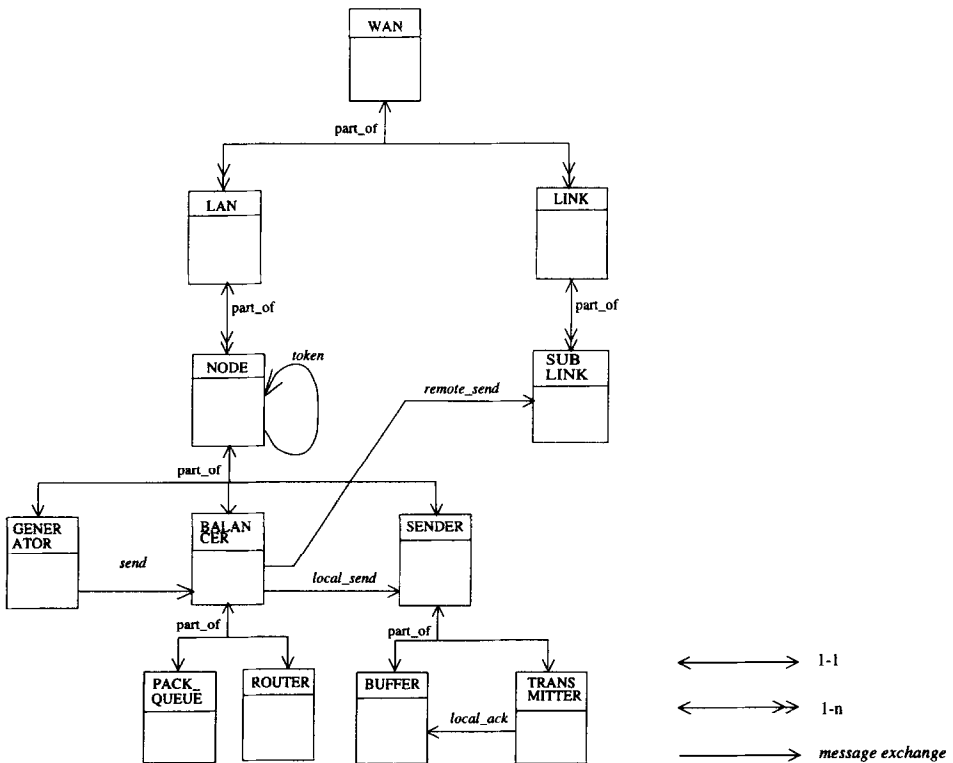 WAN
part_of
LAN
LINK
part_of
part_of
NODE
token
SUB
LINK
remote_send
part_of
GENER
ATOR
BALAN
CER
SENDER
send
local_send
part_of
part_of
PACK_
QUEUE
ROUTER
BUFFER
TRANS
MITTER
local_ack
1-1
1-n
message exchange